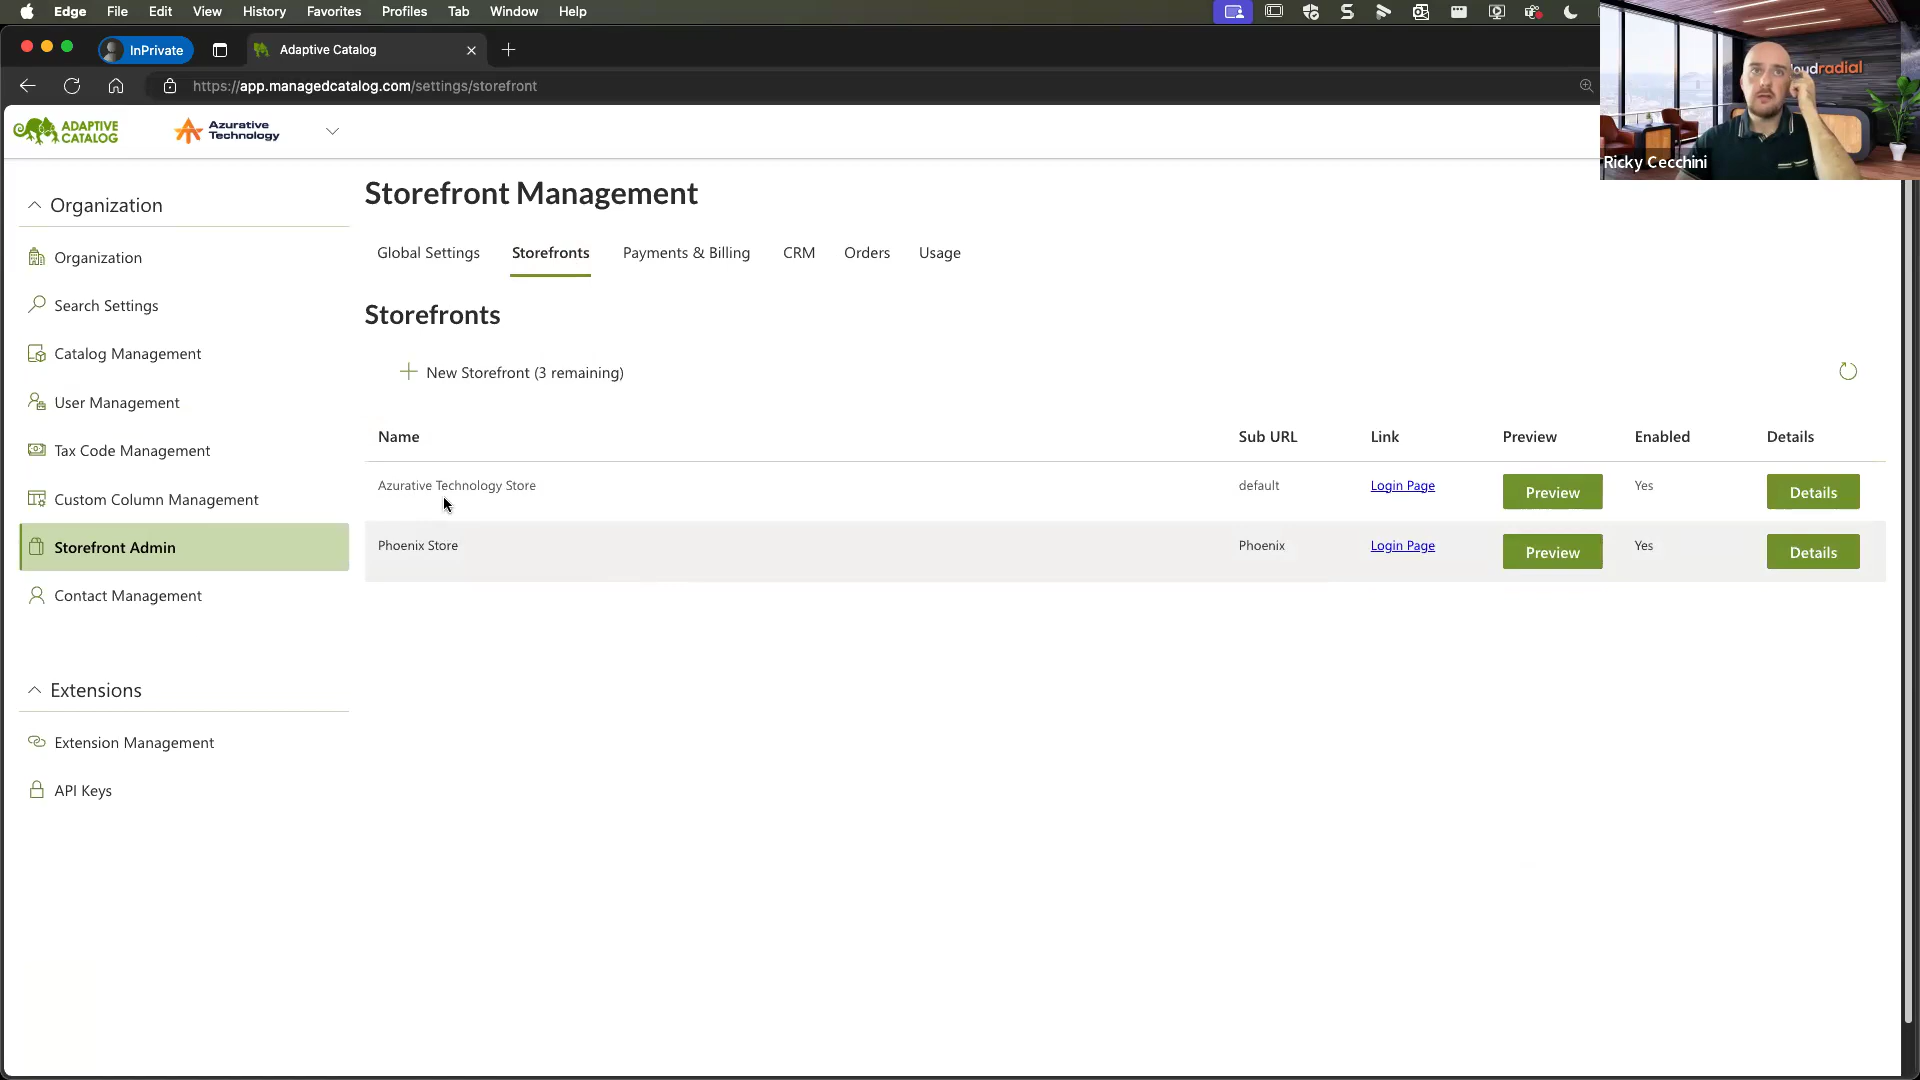 Edge File Edit View History Favorites Profiles Tab Window Help
InPrivate
Adaptive Catalog
https://app.managedcatalog.com/settings/storefront
ADAPTIVE CATALOG
Azurative Technology
oudradial
Ricky Cecchini
Organization
Organization
Search Settings
Catalog Management
User Management
Tax Code Management
Custom Column Management
Storefront Admin
Contact Management
Extensions
Extension Management
API Keys
Storefront Management
Global Settings Storefronts Payments & Billing CRM Orders Usage
Storefronts
New Storefront (3 remaining)
Name Sub URL Link Preview Enabled Details
Azurative Technology Store default Login Page Preview Yes Details
Phoenix Store Phoenix Login Page Preview Yes Details